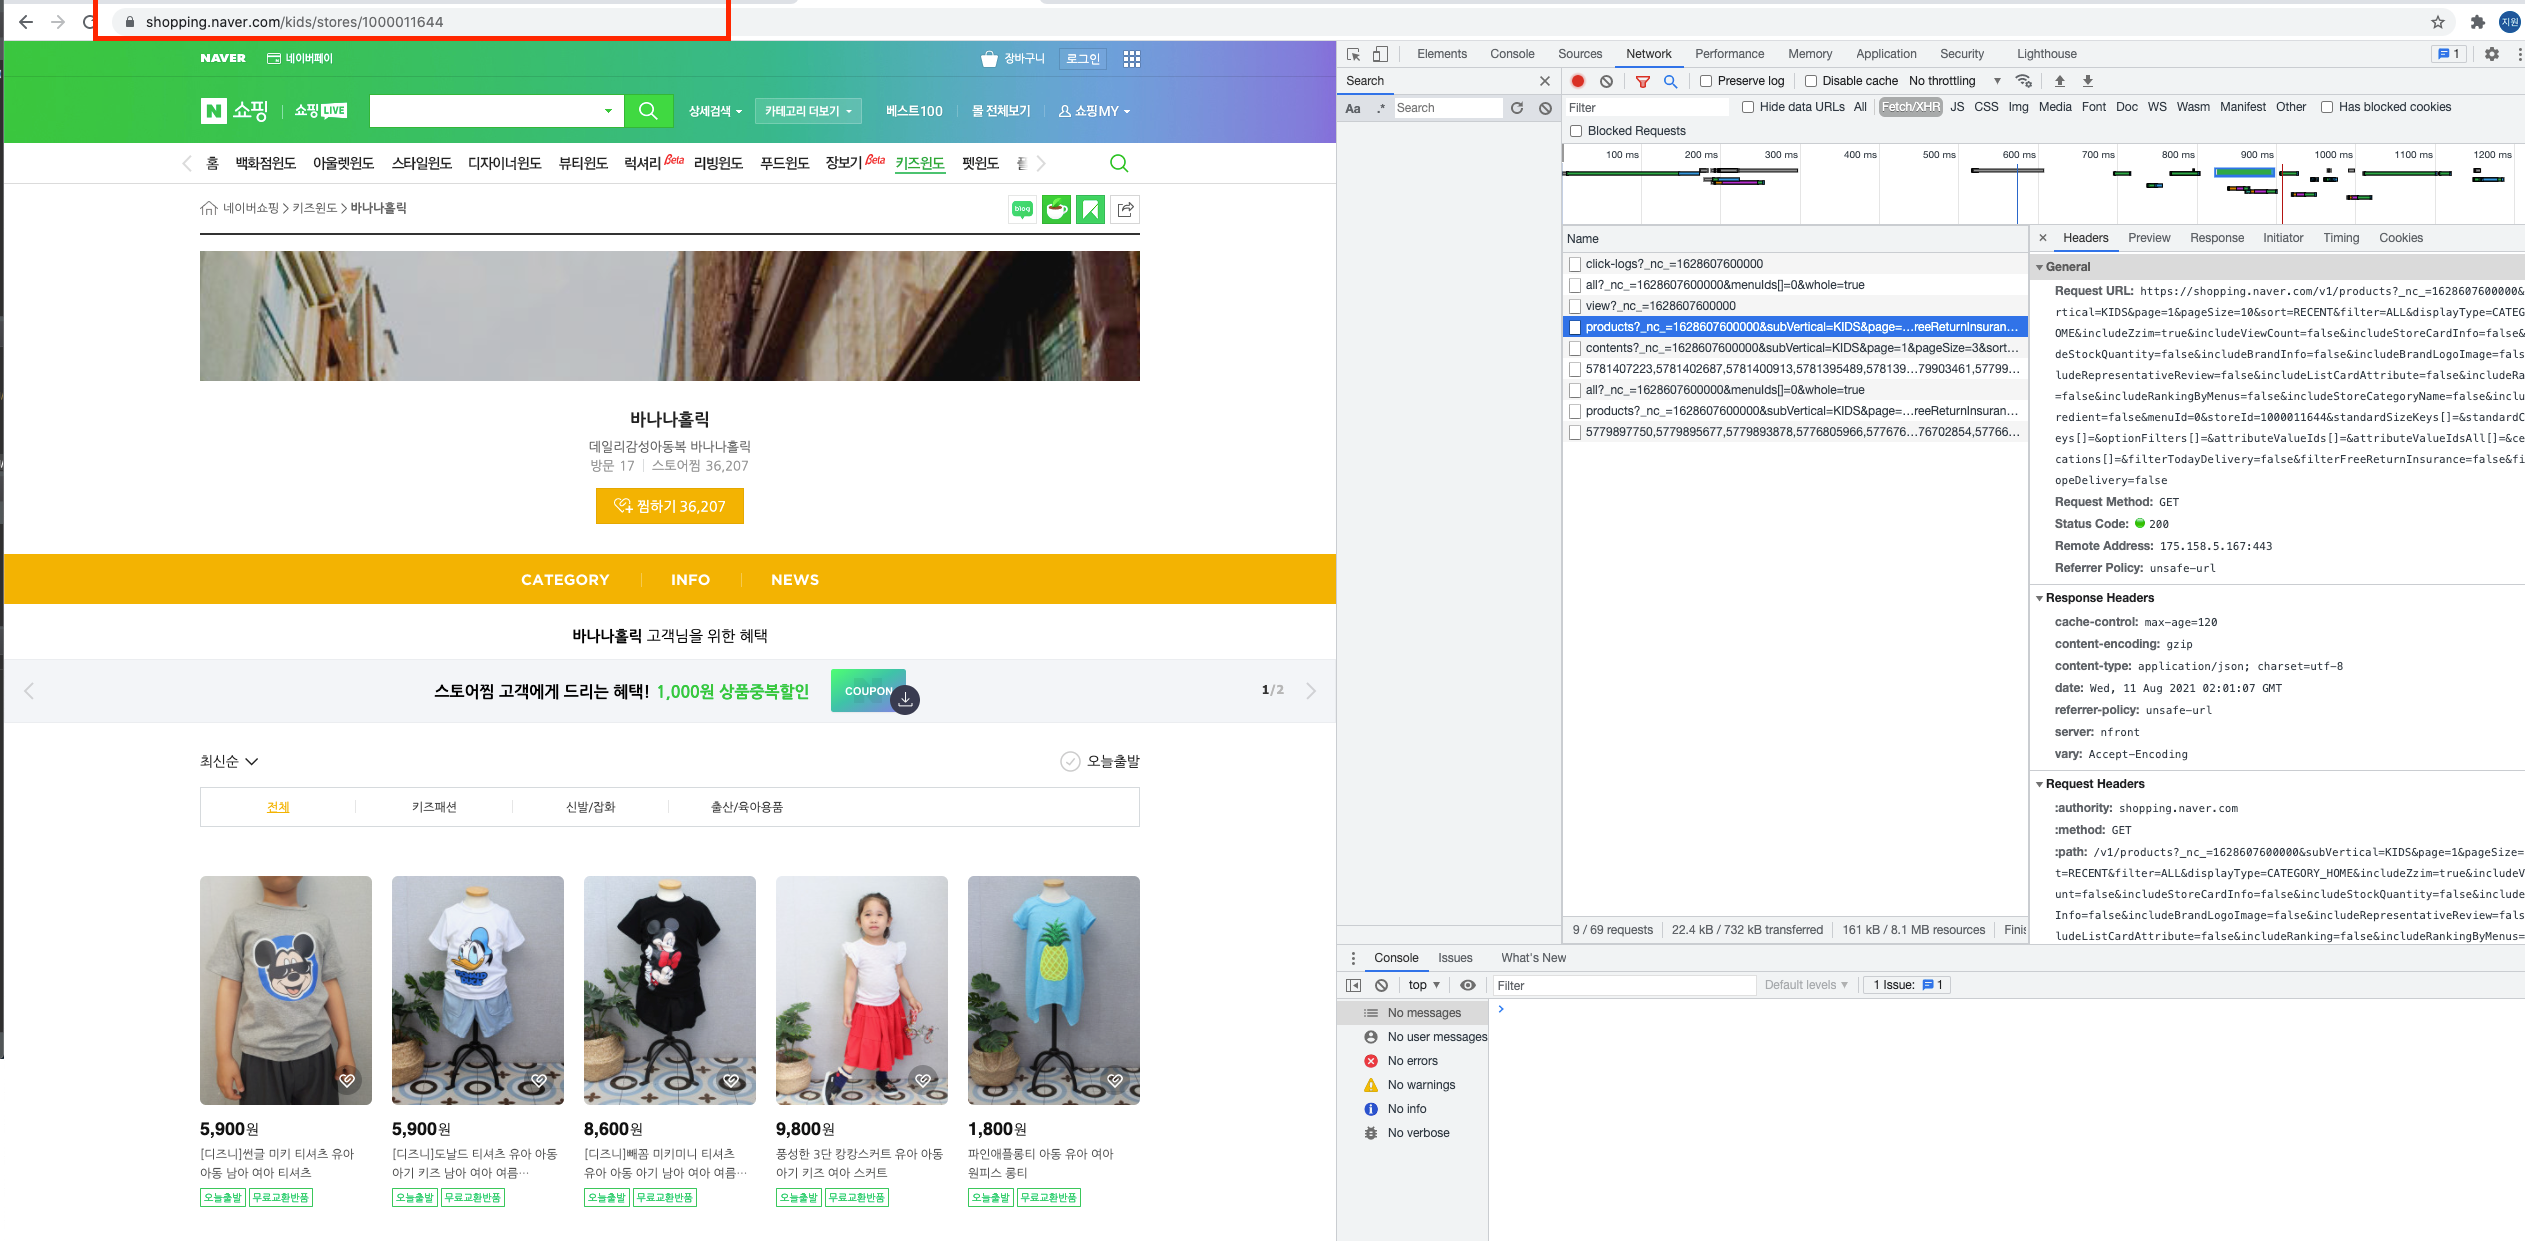 shopping.naver.com/kids/stores/1000011644
지원
NAVER 네이버페이 장바구니 로그인
N 쇼핑 쇼핑LIVE 상세검색 카테고리 더보기 베스트100 몰 전체보기 쇼핑MY
홈 백화점윈도 아울렛윈도 스타일윈도 디자이너윈도 뷰티윈도 럭셔리 Beta 리빙윈도 푸드윈도 장보기 Beta 키즈윈도 펫윈도
네이버쇼핑 > 키즈윈도 > 바나나홀릭
blog
바나나홀릭
데일리감성아동복 바나나홀릭
방문 17 스토어찜 36,207
찜하기 36,207
CATEGORY INFO NEWS
바나나홀릭 고객님을 위한 혜택
스토어찜 고객에게 드리는 혜택! 1,000원 상품중복할인 COUPON 1/2
최신순 오늘출발
전체 키즈패션 신발/잡화 출산/육아용품
DONALD DUCK
5,900원
[디즈니]썬글 미키 티셔츠 유아
아동 남아 여아 티셔츠
오늘출발 무료교환반품
5,900원
[디즈니]도날드 티셔츠 유아 아동
아기 키즈 남아 여아 여름…
오늘출발 무료교환반품
8,600원
[디즈니]빼꼼 미키미니 티셔츠
유아 아동 아기 남아 여아 여름…
오늘출발 무료교환반품
9,800원
풍성한 3단 캉캉스커트 유아 아동
아기 키즈 여아 스커트
오늘출발 무료교환반품
1,800원
파인애플롱티 아동 유아 여아
원피스 롱티
오늘출발 무료교환반품
Elements Console Sources Network Performance Memory Application Security Lighthouse 1
Search
Aa .* Search
Preserve log Disable cache No throttling
Filter Hide data URLs All Fetch/XHR JS CSS Img Media Font Doc WS Wasm Manifest Other Has blocked cookies
Blocked Requests
100 ms 200 ms 300 ms 400 ms 500 ms 600 ms 700 ms 800 ms 900 ms 1000 ms 1100 ms 1200 ms
Name
click-logs?_nc_=1628607600000
all?_nc_=1628607600000&menuIds[]=0&whole=true
view?_nc_=1628607600000
products?_nc_=1628607600000&subVertical=KIDS&page=…reeReturnInsuran…
contents?_nc_=1628607600000&subVertical=KIDS&page=1&pageSize=3&sort…
5781407223,5781402687,5781400913,5781395489,578139…79903461,57799…
all?_nc_=1628607600000&menuIds[]=0&whole=true
products?_nc_=1628607600000&subVertical=KIDS&page=…reeReturnInsuran…
5779897750,5779895677,5779893878,5776805966,577676…76702854,57766…
9 / 69 requests 22.4 kB / 732 kB transferred 161 kB / 8.1 MB resources Finis
Headers Preview Response Initiator Timing Cookies
General
Request URL: https://shopping.naver.com/v1/products?_nc_=1628607600000&
rtical=KIDS&page=1&pageSize=10&sort=RECENT&filter=ALL&displayType=CATEG
OME&includeZzim=true&includeViewCount=false&includeStoreCardInfo=false&
deStockQuantity=false&includeBrandInfo=false&includeBrandLogoImage=fals
ludeRepresentativeReview=false&includeListCardAttribute=false&includeRa
=false&includeRankingByMenus=false&includeStoreCategoryName=false&inclu
redient=false&menuId=0&storeId=1000011644&standardSizeKeys[]=&standardC
eys[]=&optionFilters[]=&attributeValueIds[]=&attributeValueIdsAll[]=&ce
cations[]=&filterTodayDelivery=false&filterFreeReturnInsurance=false&fi
opeDelivery=false
Request Method: GET
Status Code: 200
Remote Address: 175.158.5.167:443
Referrer Policy: unsafe-url
Response Headers
cache-control: max-age=120
content-encoding: gzip
content-type: application/json; charset=utf-8
date: Wed, 11 Aug 2021 02:01:07 GMT
referrer-policy: unsafe-url
server: nfront
vary: Accept-Encoding
Request Headers
:authority: shopping.naver.com
:method: GET
:path: /v1/products?_nc_=1628607600000&subVertical=KIDS&page=1&pageSize=
t=RECENT&filter=ALL&displayType=CATEGORY_HOME&includeZzim=true&includeV
unt=false&includeStoreCardInfo=false&includeStockQuantity=false&include
Info=false&includeBrandLogoImage=false&includeRepresentativeReview=fals
ludeListCardAttribute=false&includeRanking=false&includeRankingByMenus=
Console Issues What's New
top Filter Default levels 1 Issue: 1
No messages
No user messages
No errors
No warnings
No info
No verbose